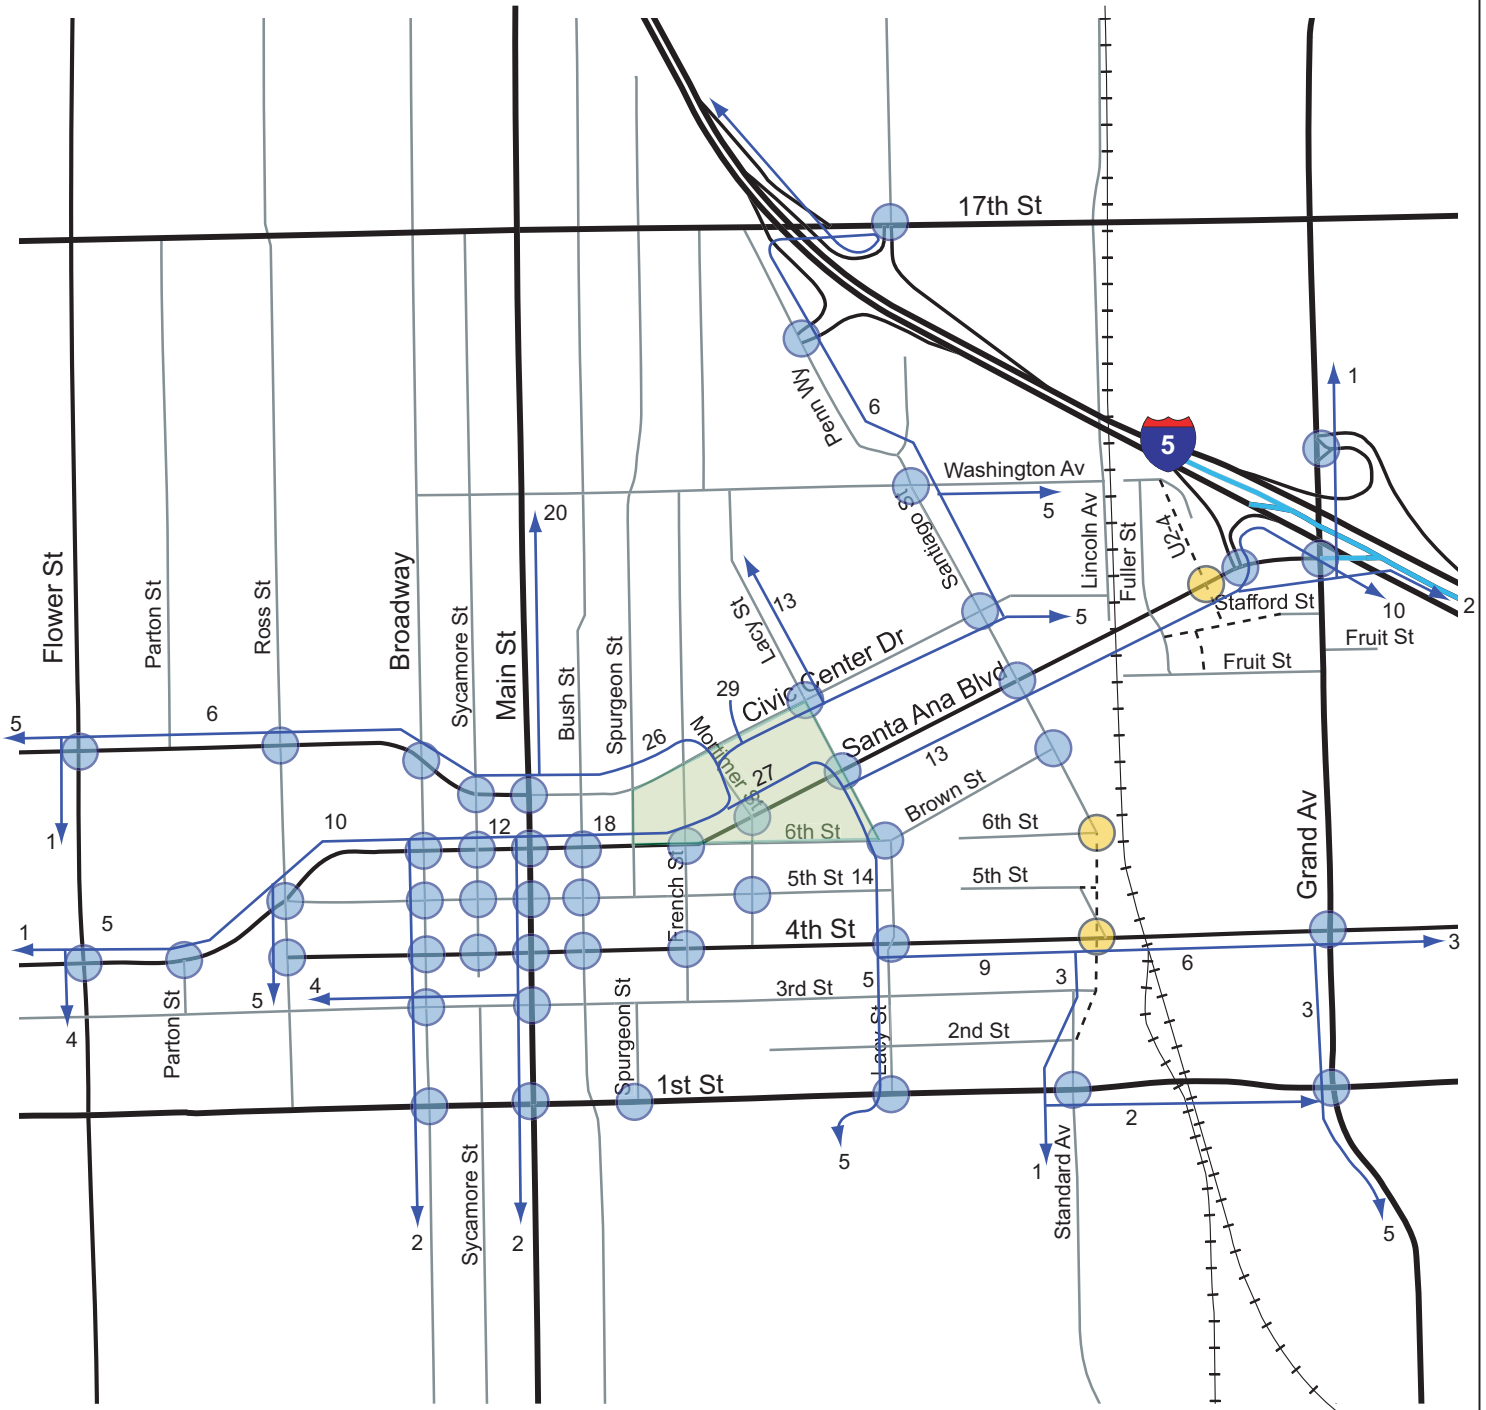 17th St
1
Penn Wy
6
5
Washington Av
5
20
Santiago St
Lincoln Av
Fuller St
U2-4
Flower St
Parton St
Ross St
Broadway
Sycamore St
Main St
Bush St
Spurgeon St
Lacy St
13
Stafford St
10
2
Fruit St
Fruit St
5
Civic Center Dr
29
Santa Ana Blvd
Mortimer St
26
27
13
5
6
1
Brown St
Grand Av
10
12
18
6th St
6th St
French St
5th St
14
5th St
1
5
4th St
3
9
3
6
4
5
4
3rd St
5
3
Parton St
Spurgeon St
Lacy St
2nd St
1st St
2
5
1
Standard Av
Sycamore St
2
2
5